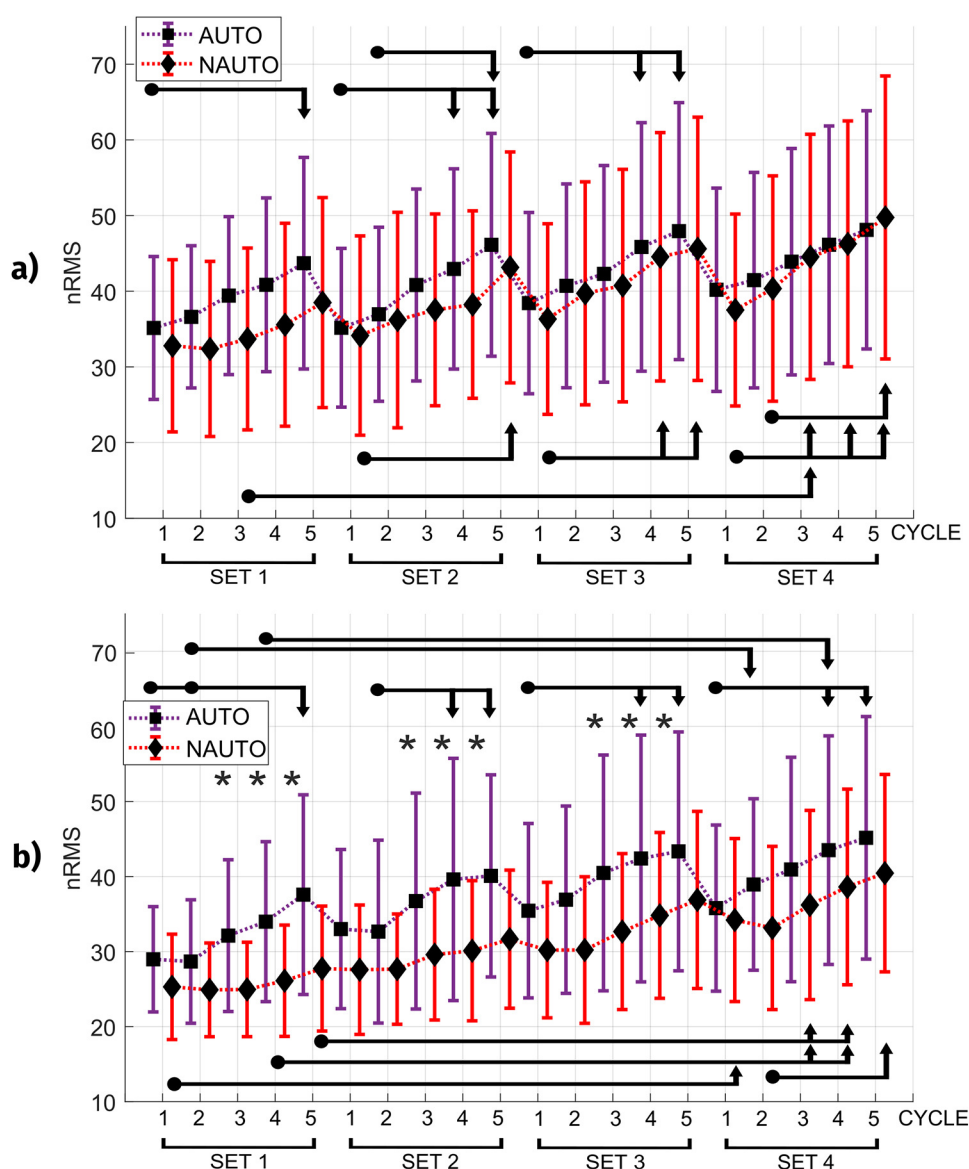 AUTO
NAUTO
70
60
50
40
30
20
10
nRMS
a)
1 2 3 4 5 1 2 3 4 5 1 2 3 4 5 1 2 3 4 5 CYCLE
SET 1 SET 2 SET 3 SET 4
AUTO
NAUTO
* * * * * * * * *
70
60
50
40
30
20
10
nRMS
b)
1 2 3 4 5 1 2 3 4 5 1 2 3 4 5 1 2 3 4 5 CYCLE
SET 1 SET 2 SET 3 SET 4